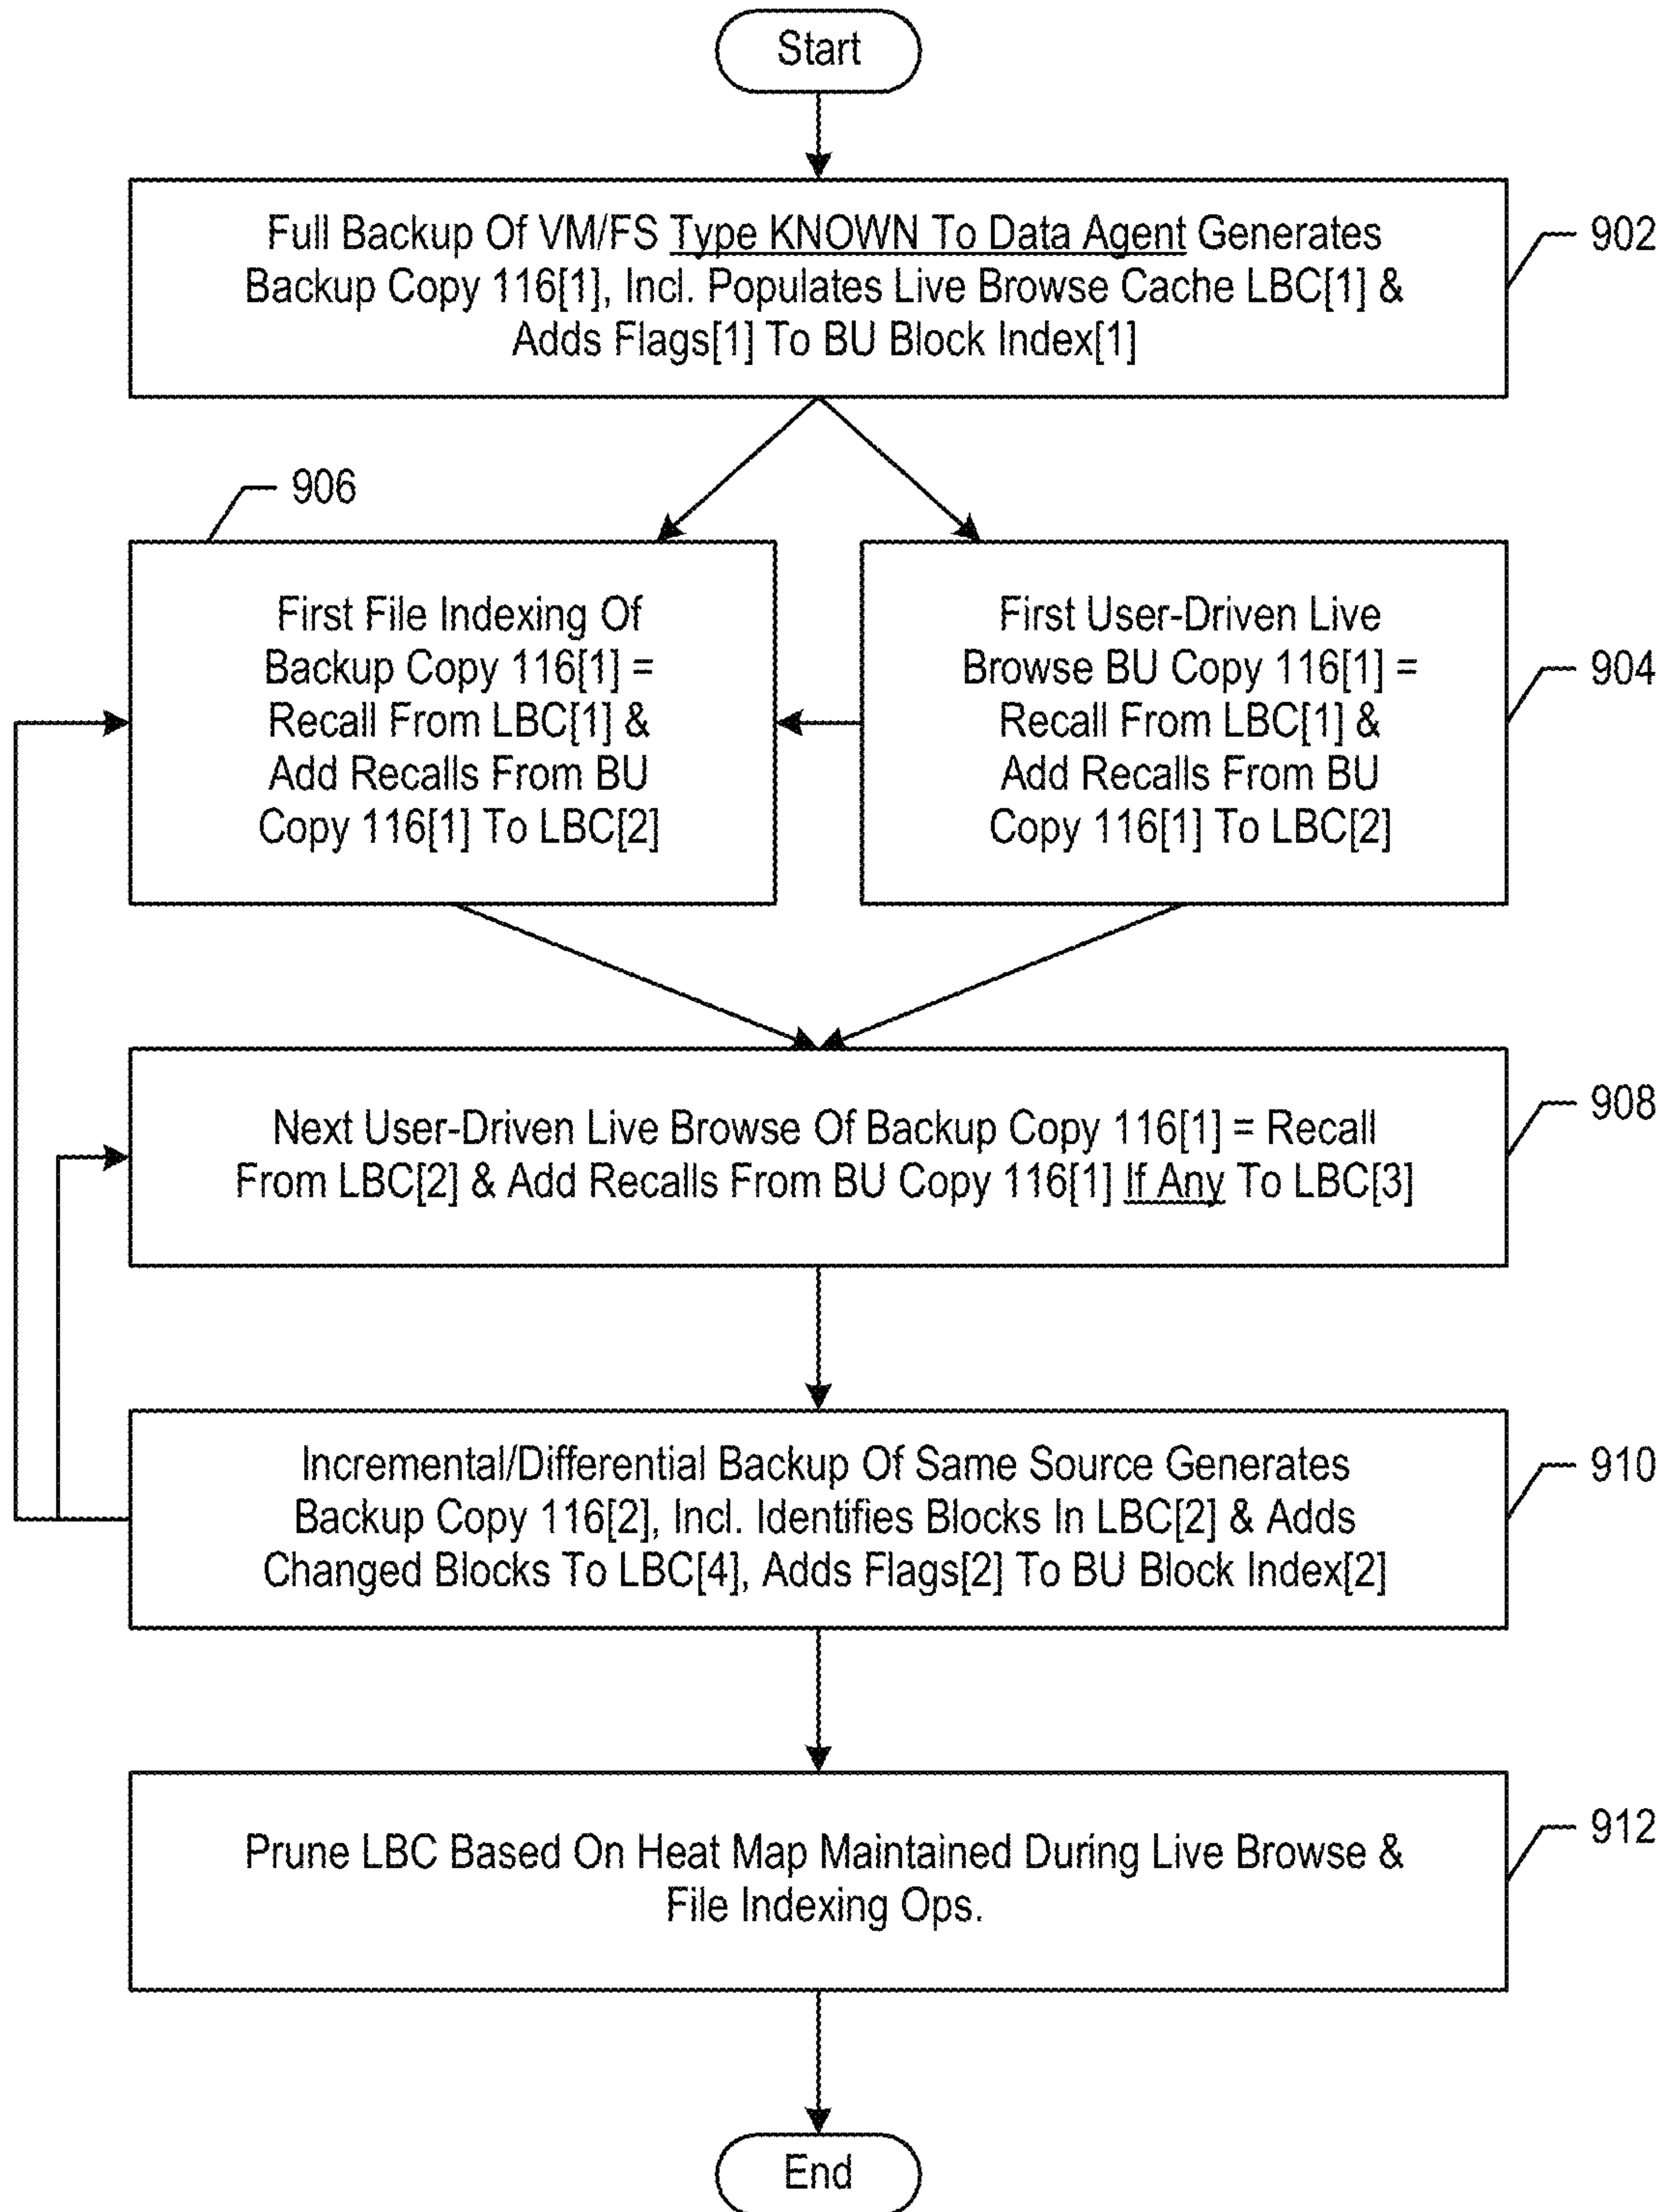 Start
Full Backup Of VM/FS Type KNOWN To Data Agent Generates
Backup Copy 116[1], Incl. Populates Live Browse Cache LBC[1] &
Adds Flags[1] To BU Block Index[1]
902
906
First File Indexing Of
Backup Copy 116[1] =
Recall From LBC[1] &
Add Recalls From BU
Copy 116[1] To LBC[2]
First User-Driven Live
Browse BU Copy 116[1] =
Recall From LBC[1] &
Add Recalls From BU
Copy 116[1] To LBC[2]
904
Next User-Driven Live Browse Of Backup Copy 116[1] = Recall
From LBC[2] & Add Recalls From BU Copy 116[1] If Any To LBC[3]
908
Incremental/Differential Backup Of Same Source Generates
Backup Copy 116[2], Incl. Identifies Blocks In LBC[2] & Adds
Changed Blocks To LBC[4], Adds Flags[2] To BU Block Index[2]
910
Prune LBC Based On Heat Map Maintained During Live Browse &
File Indexing Ops.
912
End